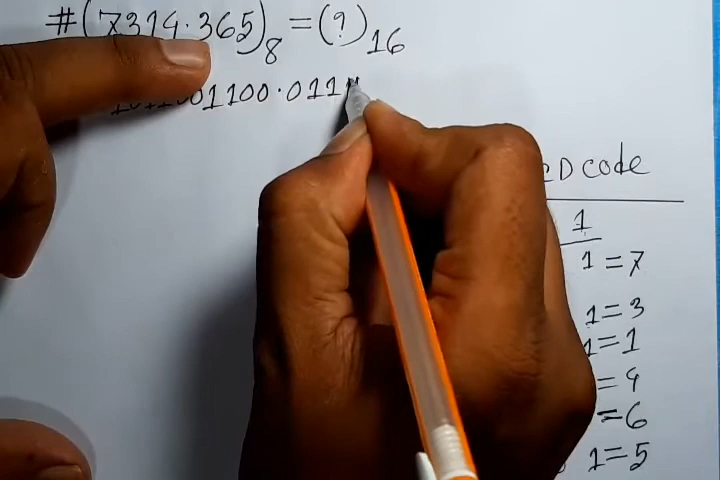 #(7314.365)8 = (?)16
1100.011
D code
1
1 = 7
1 = 3
1 = 1
= 4
= 6
1 = 5